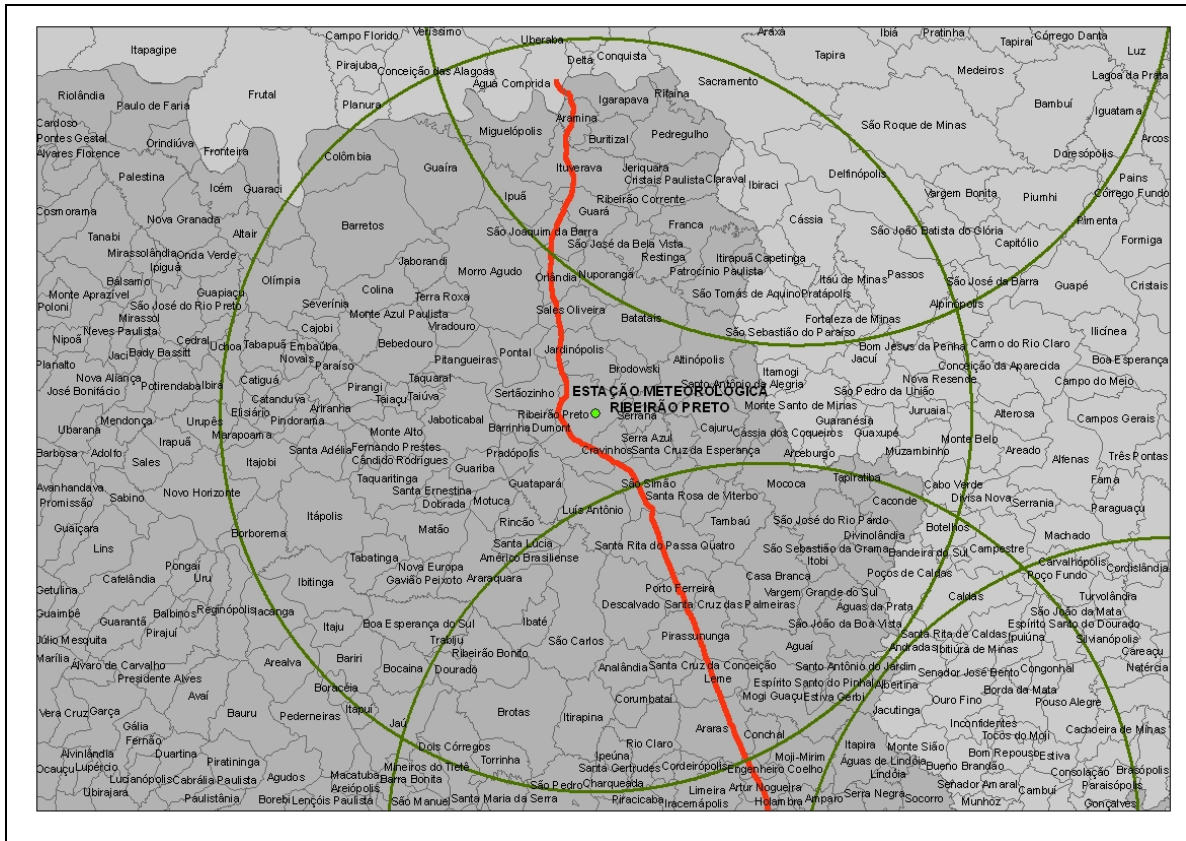 Campo Florido
Veríssimo
Uberaba
Araxá
Ibiá
Pratinha
Córrego Danta
Itapagipe
Pirajuba
Delta
Conquista
Tapira
Tapiraí
Luz
Conceição das Alagoas
Medeiros
Lagoa da Prata
Riolândia
Frutal
Planura
Água Comprida
Sacramento
Paulo de Faria
Igarapava
Rifaina
Bambuí
Iguatama
Cardoso
Pontes Gestal
Orindiúva
Aramina
Miguelópolis
Buritizal
Pedregulho
São Roque de Minas
Arcos
Álvares Florence
Fronteira
Colômbia
Guaíra
Ituverava
Jeriquara
Doresópolis
Palestina
Icém
Guaraci
Cristais Paulista
Claraval
Ibiraci
Delfinópolis
Vargem Bonita
Piumhi
Pains
Córrego Fundo
Ipuã
Ribeirão Corrente
Cosmorama
Nova Granada
Guará
Cássia
Pimenta
Altair
Barretos
Franca
São João Batista do Glória
Tanabi
São Joaquim da Barra
São José da Bela Vista
Capitólio
Formiga
Mirassolândia
Onda Verde
Ipiguá
Jaborandi
Restinga
Itirapuã
Capetinga
Bálsamo
Olímpia
Morro Agudo
Orlândia
Nuporanga
Patrocínio Paulista
Itaú de Minas
Passos
São José da Barra
Guapé
Cristais
Monte Aprazível
Guapiaçu
Colina
Poloni
São José do Rio Preto
Severínia
Terra Roxa
São Tomás de Aquino
Pratápolis
Alpinópolis
Mirassol
Monte Azul Paulista
Sales Oliveira
Batatais
Fortaleza de Minas
Neves Paulista
Cajobi
Viradouro
São Sebastião do Paraíso
Ilicínea
Nipoã
Cedral
Uchoa
Tabapuã
Embaúba
Bebedouro
Bom Jesus da Penha
Carmo do Rio Claro
Jaci
Bady Bassitt
Novais
Pitangueiras
Pontal
Jardinópolis
Altinópolis
Jacuí
Boa Esperança
Planalto
Paraíso
Brodowski
Itamogi
Conceição da Aparecida
Nova Aliança
Potirendaba
Ibirá
Catiguá
Taquaral
Nova Resende
Campo do Meio
José Bonifácio
Catanduva
Pirangi
Taiúva
Sertãozinho
ESTAÇÃO METEOROLÓGICA
Santo Antônio da Alegria
São Pedro da União
Taiaçu
RIBEIRÃO PRETO
Mendonça
Elisiário
Ariranha
Ribeirão Preto
Serrana
Monte Santo de Minas
Juruaia
Alterosa
Campos Gerais
Ubarana
Urupês
Pindorama
Jaboticabal
Barrinha
Dumont
Cajuru
Guaranésia
Marapoama
Monte Alto
Serra Azul
Cássia dos Coqueiros
Guaxupé
Monte Belo
Irapuã
Santa Adélia
Fernando Prestes
Pradópolis
Cravinhos
Santa Cruz da Esperança
Arceburgo
Muzambinho
Areado
Alfenas
Três Pontas
Barbosa
Adolfo
Sales
Itajobi
Cândido Rodrigues
Guariba
Avanhandava
Taquaritinga
Guatapará
São Simão
Mococa
Tapiratiba
Cabo Verde
Fama
Promissão
Sabino
Novo Horizonte
Santa Ernestina
Motuca
Santa Rosa de Viterbo
Caconde
Divisa Nova
Serrania
Dobrada
Luís Antônio
Paraguaçu
Guaiçara
Itápolis
Matão
Rincão
Tambaú
São José do Rio Pardo
Botelhos
Borborema
Divinolândia
Machado
Lins
Santa Lúcia
Santa Rita do Passa Quatro
São Sebastião da Grama
Bandeira do Sul
Campestre
Tabatinga
Américo Brasiliense
Itobi
Carvalhópolis
Pongaí
Nova Europa
Casa Branca
Poços de Caldas
Poço Fundo
Cordislândia
Cafelândia
Uru
Ibitinga
Gavião Peixoto
Araraquara
Porto Ferreira
Vargem Grande do Sul
Caldas
Turvolândia
Getulina
Reginópolis
Iacanga
Descalvado
Santa Cruz das Palmeiras
Águas da Prata
São João da Mata
Guaimbê
Balbinos
Guarantã
Itaju
Boa Esperança do Sul
Ibaté
São João da Boa Vista
Espírito Santo do Dourado
Júlio Mesquita
Pirajuí
Trabiju
São Carlos
Pirassununga
Santa Rita de Caldas
Ipuiúna
Silvianópolis
Marília
Ribeirão Bonito
Aguaí
Andradas
Ibitiúra de Minas
Careaçu
Álvaro de Carvalho
Arealva
Bariri
Bocaina
Dourado
Analândia
Santa Cruz da Conceição
Santo Antônio do Jardim
Senador José Bento
Congonhal
Natércia
Presidente Alves
Leme
Espírito Santo do Pinhal
Albertina
Boracéia
Corumbataí
Mogi Guaçu
Estiva Gerbi
Borda da Mata
Avaí
Ouro Fino
Pouso Alegre
Vera Cruz
Garça
Bauru
Pederneiras
Itapuí
Jaú
Brotas
Itirapina
Jacutinga
Gália
Araras
Inconfidentes
Cachoeira de Minas
Fernão
Rio Claro
Conchal
Tocos do Moji
Alvinlândia
Duartina
Dois Córregos
Itapira
Monte Sião
Bom Repouso
Estiva
Piratininga
Torrinha
Ipeúna
Moji-Mirim
Águas de Lindóia
Ocauçu
Lupércio
Mineiros do Tietê
Santa Gertrudes
Cordeirópolis
Engenheiro Coelho
Lindóia
Bueno Brandão
Consolação
Brasópolis
Lucianópolis
Cabrália Paulista
Agudos
Macatuba
Barra Bonita
São Pedro
Charqueada
Limeira
Artur Nogueira
Senador Amaral
Cambuí
Paraisópolis
Ubirajara
Areiópolis
Paulistânia
Borebi
Lençóis Paulista
São Manuel
Santa Maria da Serra
Piracicaba
Iracemápolis
Holambra
Amparo
Serra Negra
Socorro
Munhoz
Gonçalves